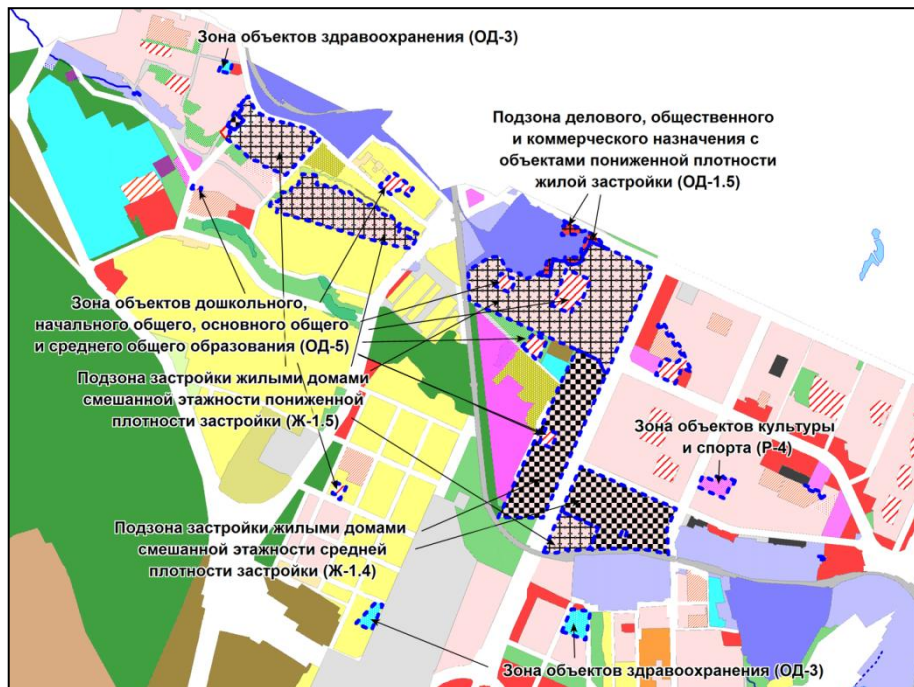 Зона объектов здравоохранения (ОД-3)
Подзона делового, общественного
и коммерческого назначения с
объектами пониженной плотности
жилой застройки (ОД-1.5)
Зона объектов дошкольного,
начального общего, основного общего
и среднего общего образования (ОД-5)
Подзона застройки жилыми домами
смешанной этажности пониженной
плотности застройки (Ж-1.5)
Зона объектов культуры
и спорта (Р-4)
Подзона застройки жилыми домами
смешанной этажности средней
плотности застройки (Ж-1.4)
Зона объектов здравоохранения (ОД-3)